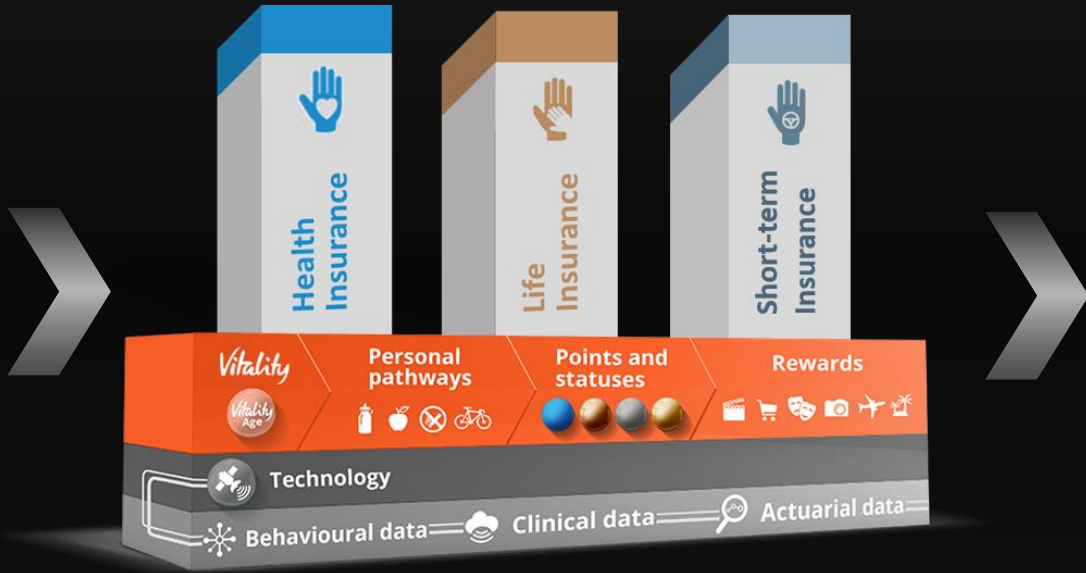 Health
Insurance
Life
Insurance
Short-term
Insurance
Vitality
Vitality
Age
Personal
pathways
Points and
statuses
Rewards
Technology
Behavioural data
Clinical data
Actuarial data